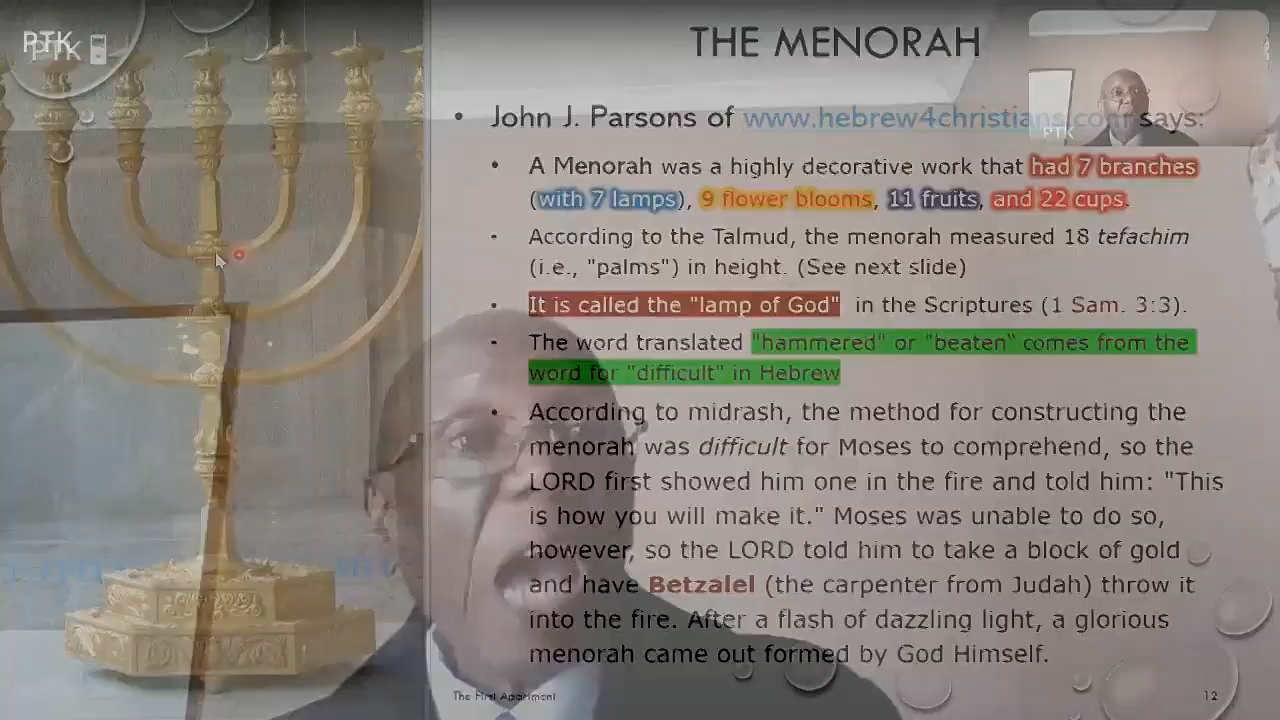 PTK
PTK
THE MENORAH
• John J. Parsons of www.hebrew4christians.com says:
PTK
• A Menorah was a highly decorative work that had 7 branches
(with 7 lamps), 9 flower blooms, 11 fruits, and 22 cups.
• According to the Talmud, the menorah measured 18 tefachim
(i.e., "palms") in height. (See next slide)
• It is called the "lamp of God" in the Scriptures (1 Sam. 3:3).
• The word translated "hammered" or "beaten" comes from the
word for "difficult" in Hebrew
• According to midrash, the method for constructing the
menorah was difficult for Moses to comprehend, so the
LORD first showed him one in the fire and told him: "This
is how you will make it." Moses was unable to do so,
however, so the LORD told him to take a block of gold
and have Betzalel (the carpenter from Judah) throw it
into the fire. After a flash of dazzling light, a glorious
menorah came out formed by God Himself.
The First Apartment
12